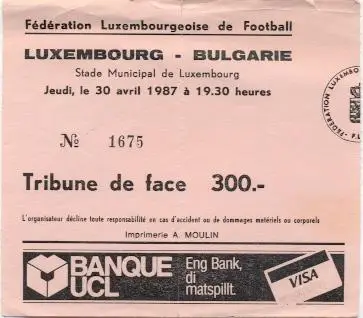 Fédération Luxembourgeoise de Football
LUXEMBOURG - BULGARIE
Stade Municipal de Luxembourg
Jeudi, le 30 avril 1987 à 19.30 heures
№ 1675
FÉDÉRATION LUXEMBO
Tribune de face 300.-
L'organisateur décline toute responsabilité en cas d'accident ou de dommages matériels ou corporels
Imprimerie A. MOULIN
BANQUE
UCL
Eng Bank,
di
matspillt.
VISA